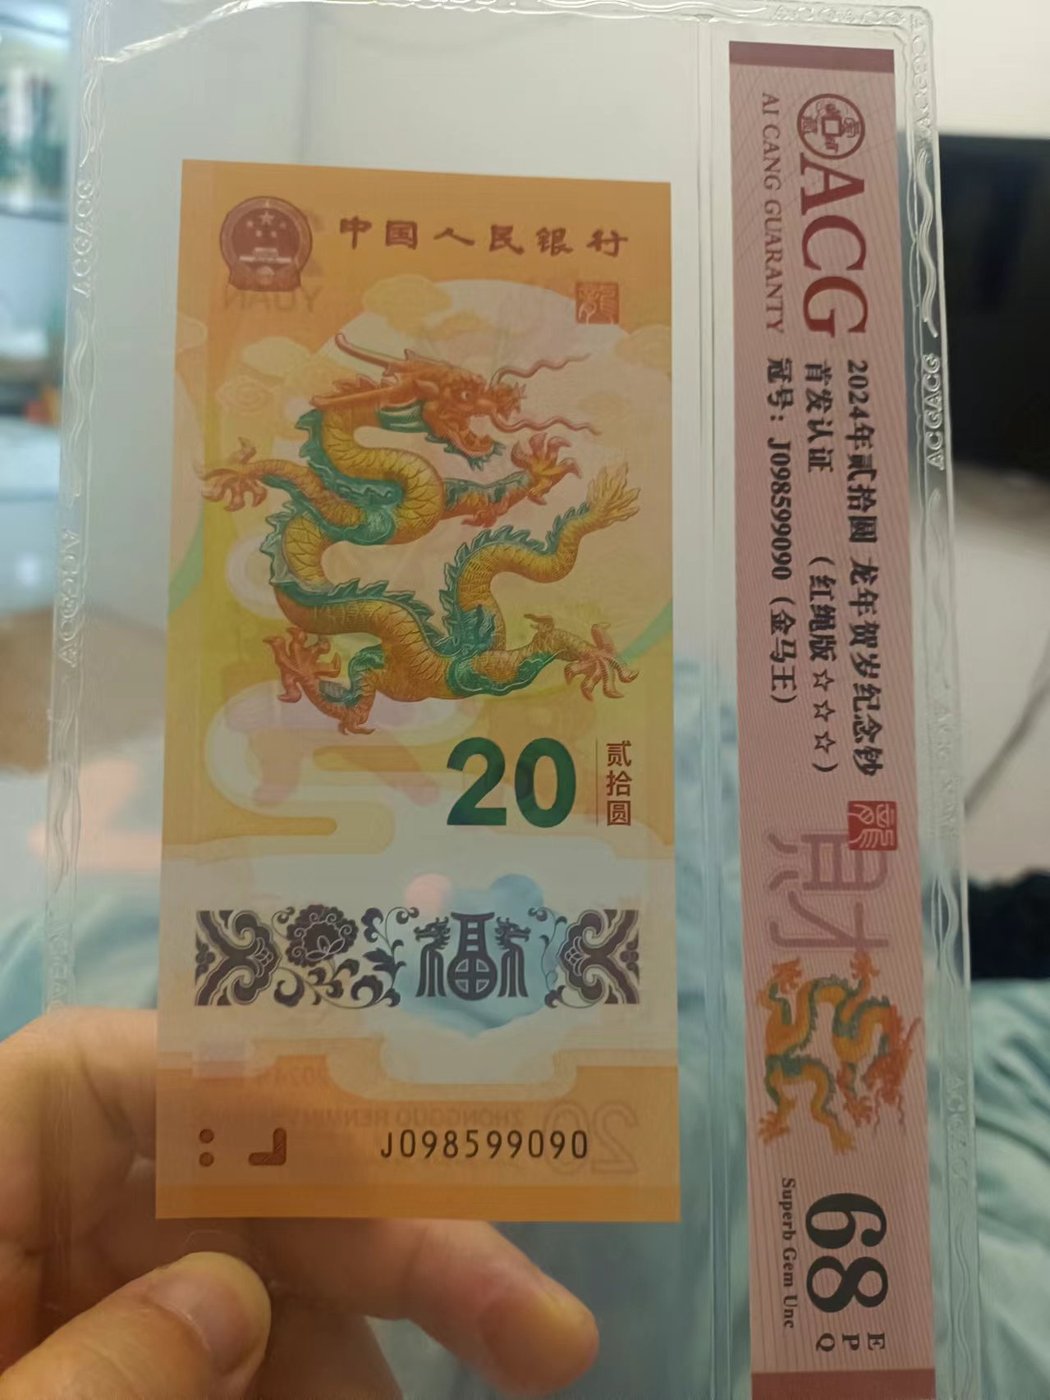 中国人民银行
20
贰拾圆
福
J098599090
ACG
AI CANG GUARANTY
2024年贰拾圆 龙年贺岁纪念钞
首发认证 (红绳版☆☆☆)
冠号: J098599090 (金马王)
68
E
P
Q
Superb Gem Unc